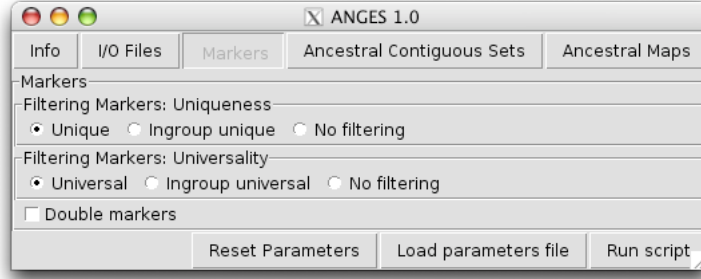 ANGES 1.0
Info I/O Files Markers Ancestral Contiguous Sets Ancestral Maps
Markers
Filtering Markers: Uniqueness
Unique Ingroup unique No filtering
Filtering Markers: Universality
Universal Ingroup universal No filtering
Double markers
Reset Parameters Load parameters file Run script